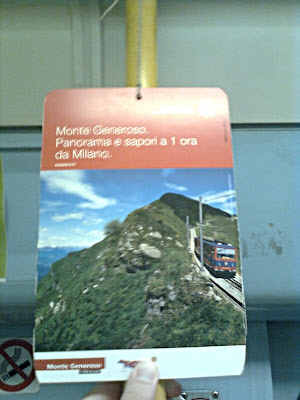 Monte Generoso.
Panorama e sapori a 1 ora
da Milano.
Monte Generoso